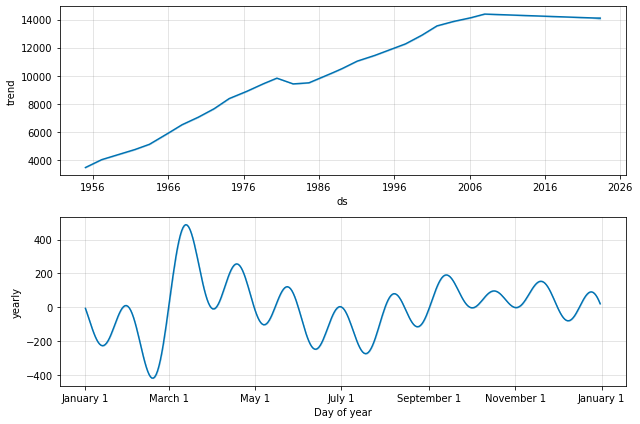 14000
12000
10000
8000
6000
4000
trend
1956 1966 1976 1986 1996 2006 2016 2026
ds
400
200
0
−200
−400
yearly
January 1 March 1 May 1 July 1 September 1 November 1 January 1
Day of year